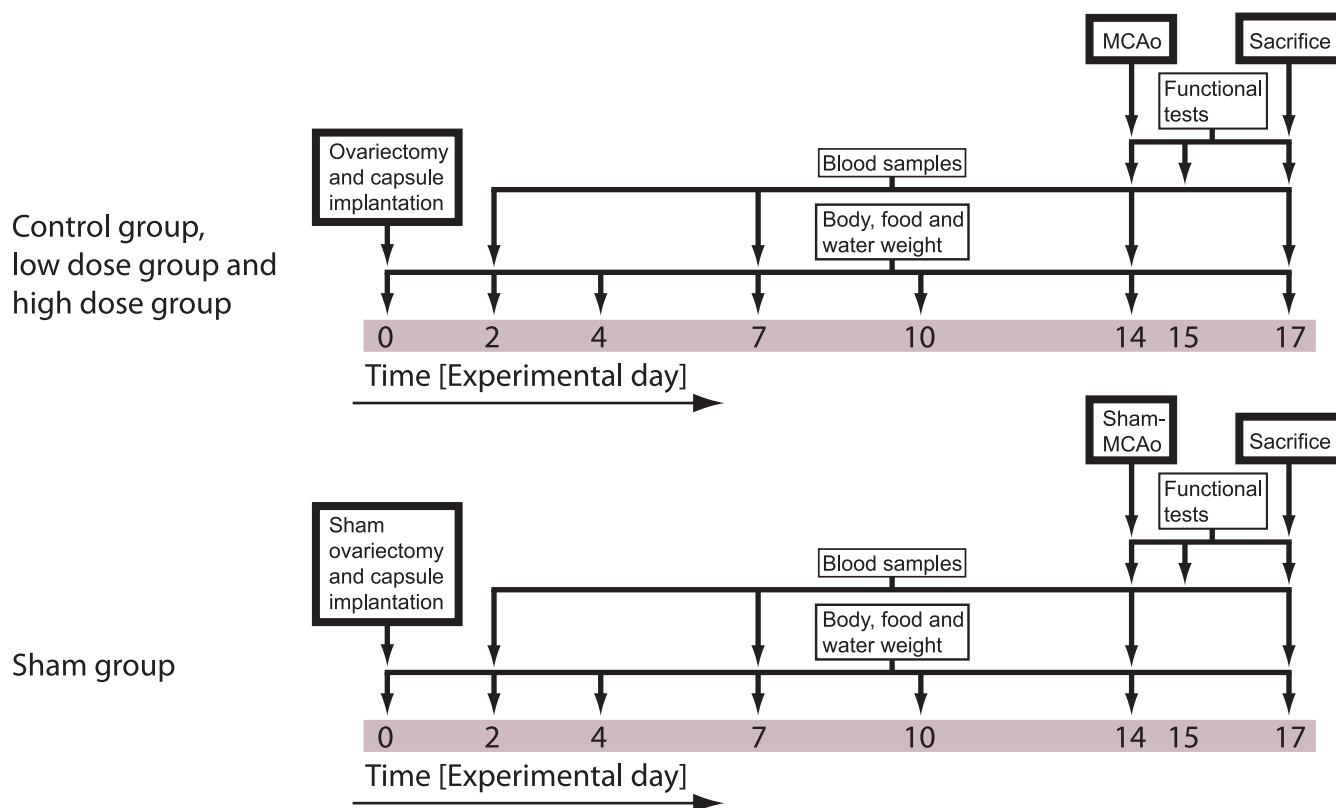 MCAo
Sacrifice
Functional
tests
Ovariectomy
and capsule
implantation
Blood samples
Body, food and
water weight
Control group,
low dose group and
high dose group
0 2 4 7 10 14 15 17
Time [Experimental day]
Sham-
MCAo
Sacrifice
Functional
tests
Sham
ovariectomy
and capsule
implantation
Blood samples
Body, food and
water weight
Sham group
0 2 4 7 10 14 15 17
Time [Experimental day]